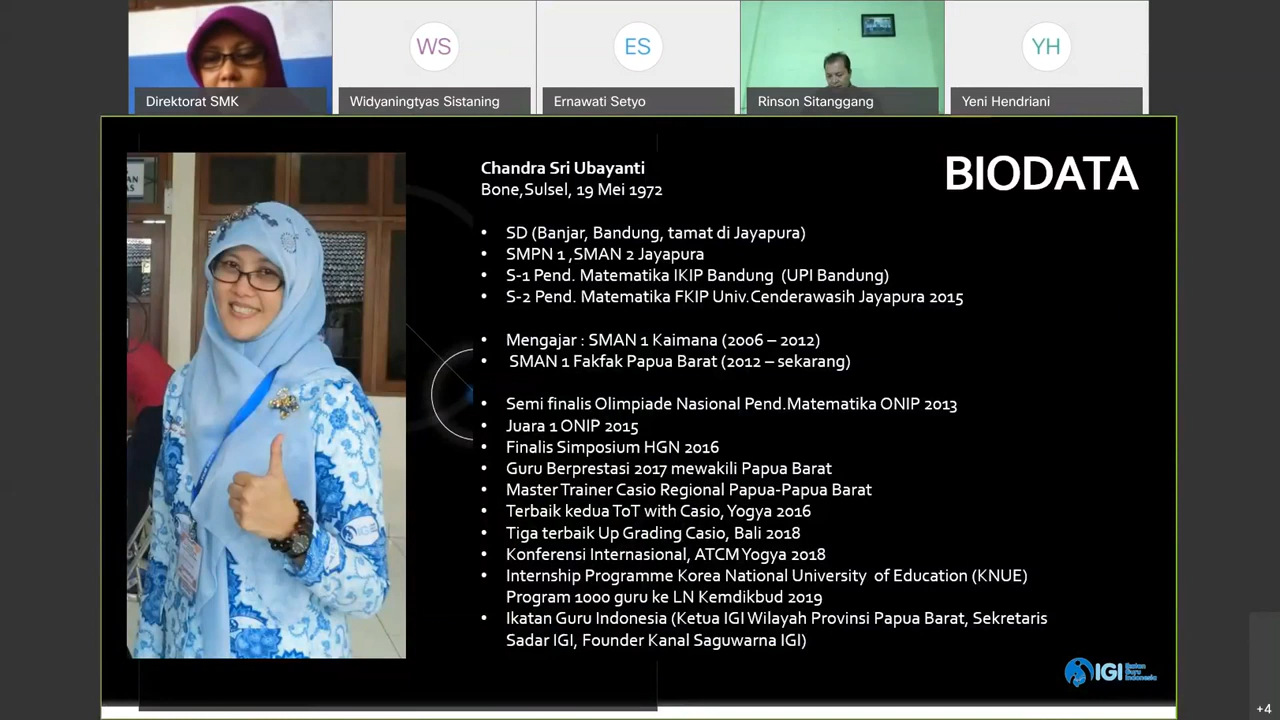 WS
ES
YH
Direktorat SMK
Widyaningtyas Sistaning
Ernawati Setyo
Rinson Sitanggang
Yeni Hendriani
BIODATA
Chandra Sri Ubayanti
Bone,Sulsel, 19 Mei 1972
• SD (Banjar, Bandung, tamat di Jayapura)
• SMPN 1 ,SMAN 2 Jayapura
• S-1 Pend. Matematika IKIP Bandung (UPI Bandung)
• S-2 Pend. Matematika FKIP Univ.Cenderawasih Jayapura 2015
• Mengajar : SMAN 1 Kaimana (2006 – 2012)
• SMAN 1 Fakfak Papua Barat (2012 – sekarang)
• Semi finalis Olimpiade Nasional Pend.Matematika ONIP 2013
• Juara 1 ONIP 2015
• Finalis Simposium HGN 2016
• Guru Berprestasi 2017 mewakili Papua Barat
• Master Trainer Casio Regional Papua-Papua Barat
• Terbaik kedua ToT with Casio, Yogya 2016
• Tiga terbaik Up Grading Casio, Bali 2018
• Konferensi Internasional, ATCM Yogya 2018
• Internship Programme Korea National University of Education (KNUE)
Program 1000 guru ke LN Kemdikbud 2019
• Ikatan Guru Indonesia (Ketua IGI Wilayah Provinsi Papua Barat, Sekretaris
Sadar IGI, Founder Kanal Saguwarna IGI)
IGI
Ikatan
Guru
Indonesia
+4